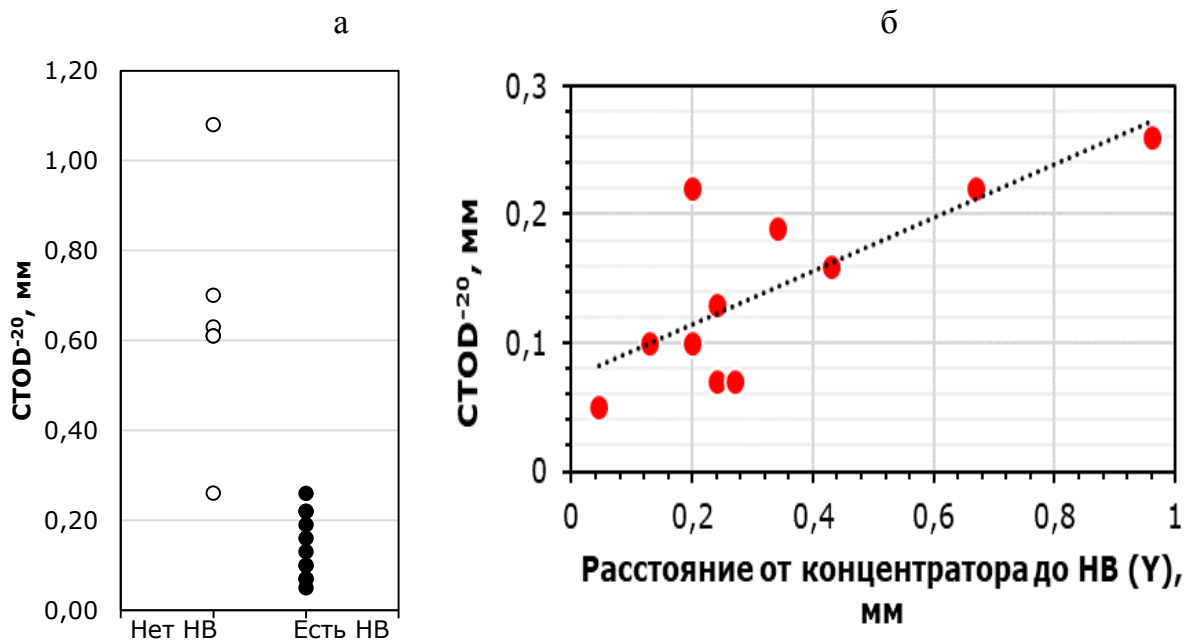 а
CTOD-20, мм
1,20
1,00
0,80
0,60
0,40
0,20
0,00
Нет НВ
Есть НВ
б
CTOD-20, мм
0,3
0,2
0,1
0
0
0,2
0,4
0,6
0,8
1
Расстояние от концентратора до НВ (Y),
мм